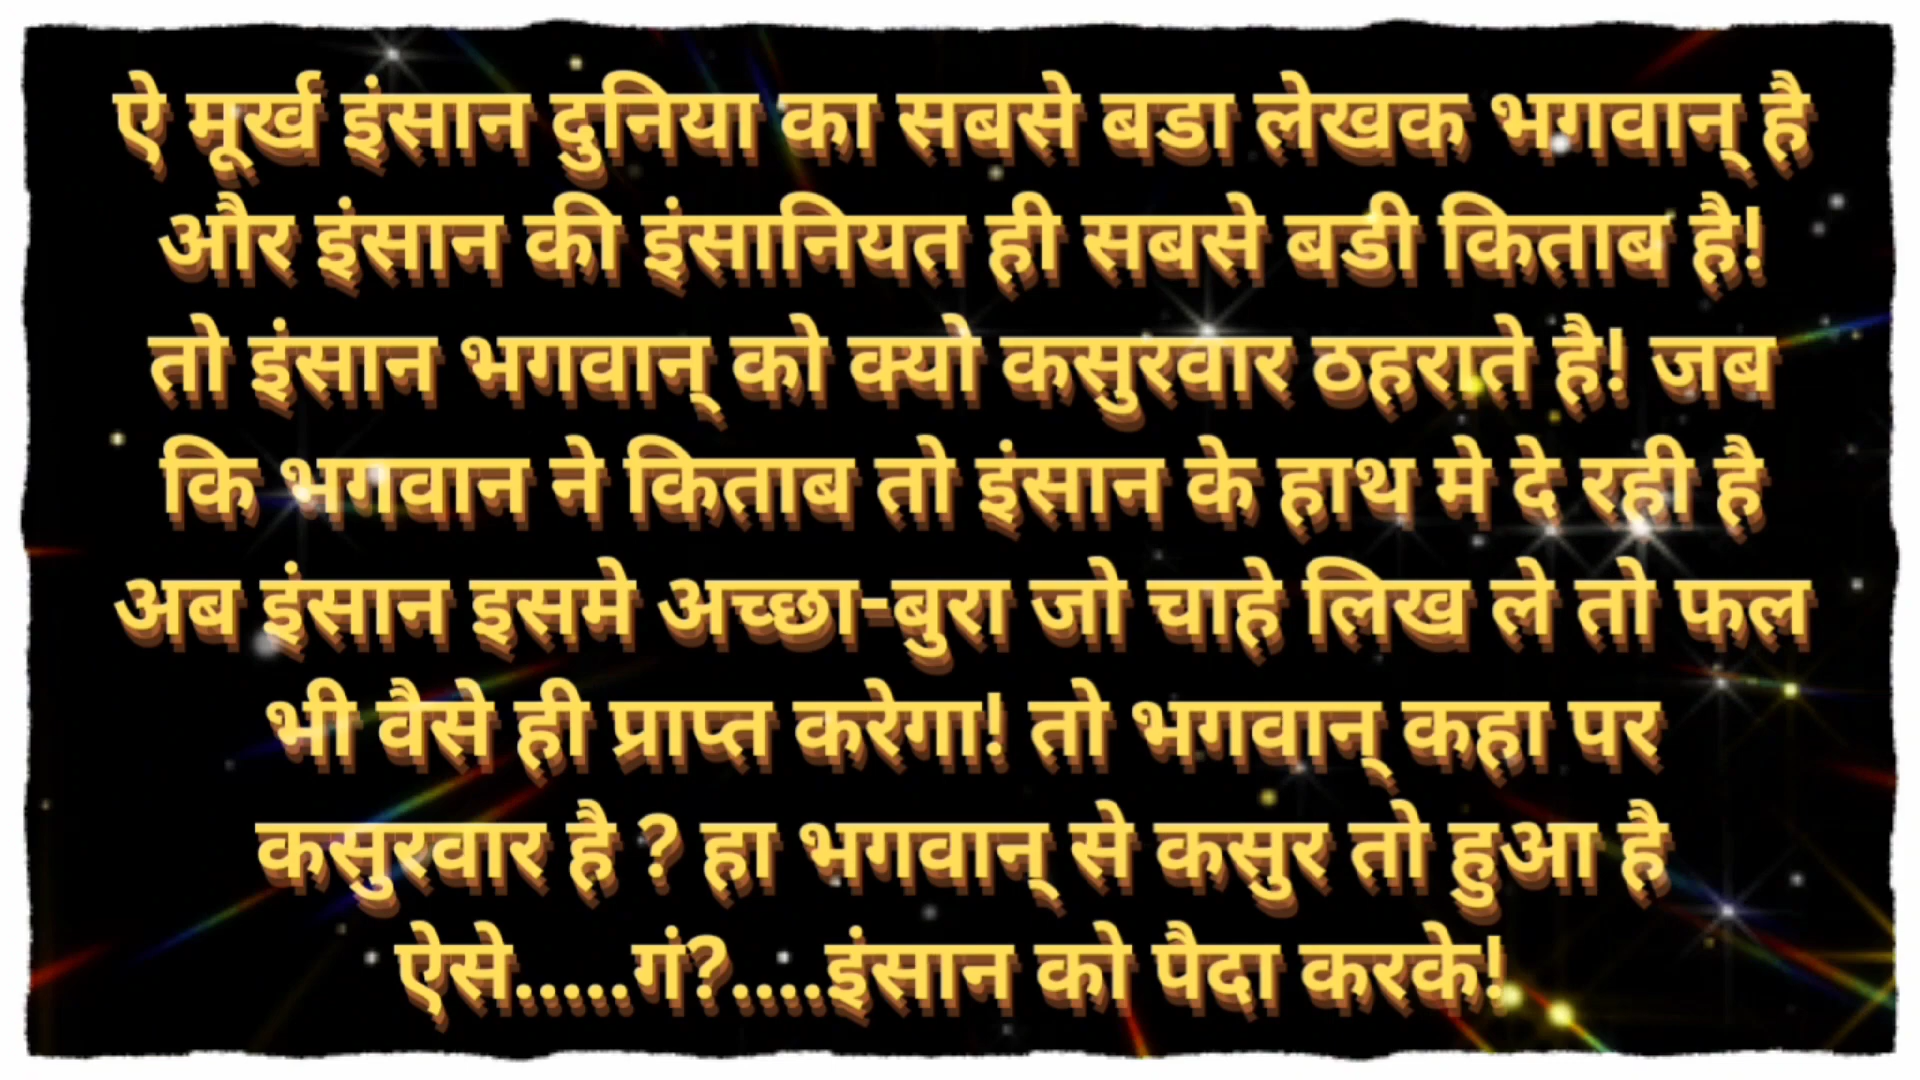 ऐ मूर्ख इंसान दुनिया का सबसे बडा लेखक भगवान् है
और इंसान की इंसानियत ही सबसे बडी किताब है!
तो इंसान भगवान् को क्यो कसुरवार ठहराते है! जब
कि भगवान ने किताब तो इंसान के हाथ मे दे रही है
अब इंसान इसमे अच्छा-बुरा जो चाहे लिख ले तो फल
भी वैसे ही प्राप्त करेगा! तो भगवान् कहा पर
कसुरवार है ? हा भगवान् से कसुर तो हुआ है
ऐसे.....गं?....इंसान को पैदा करके!